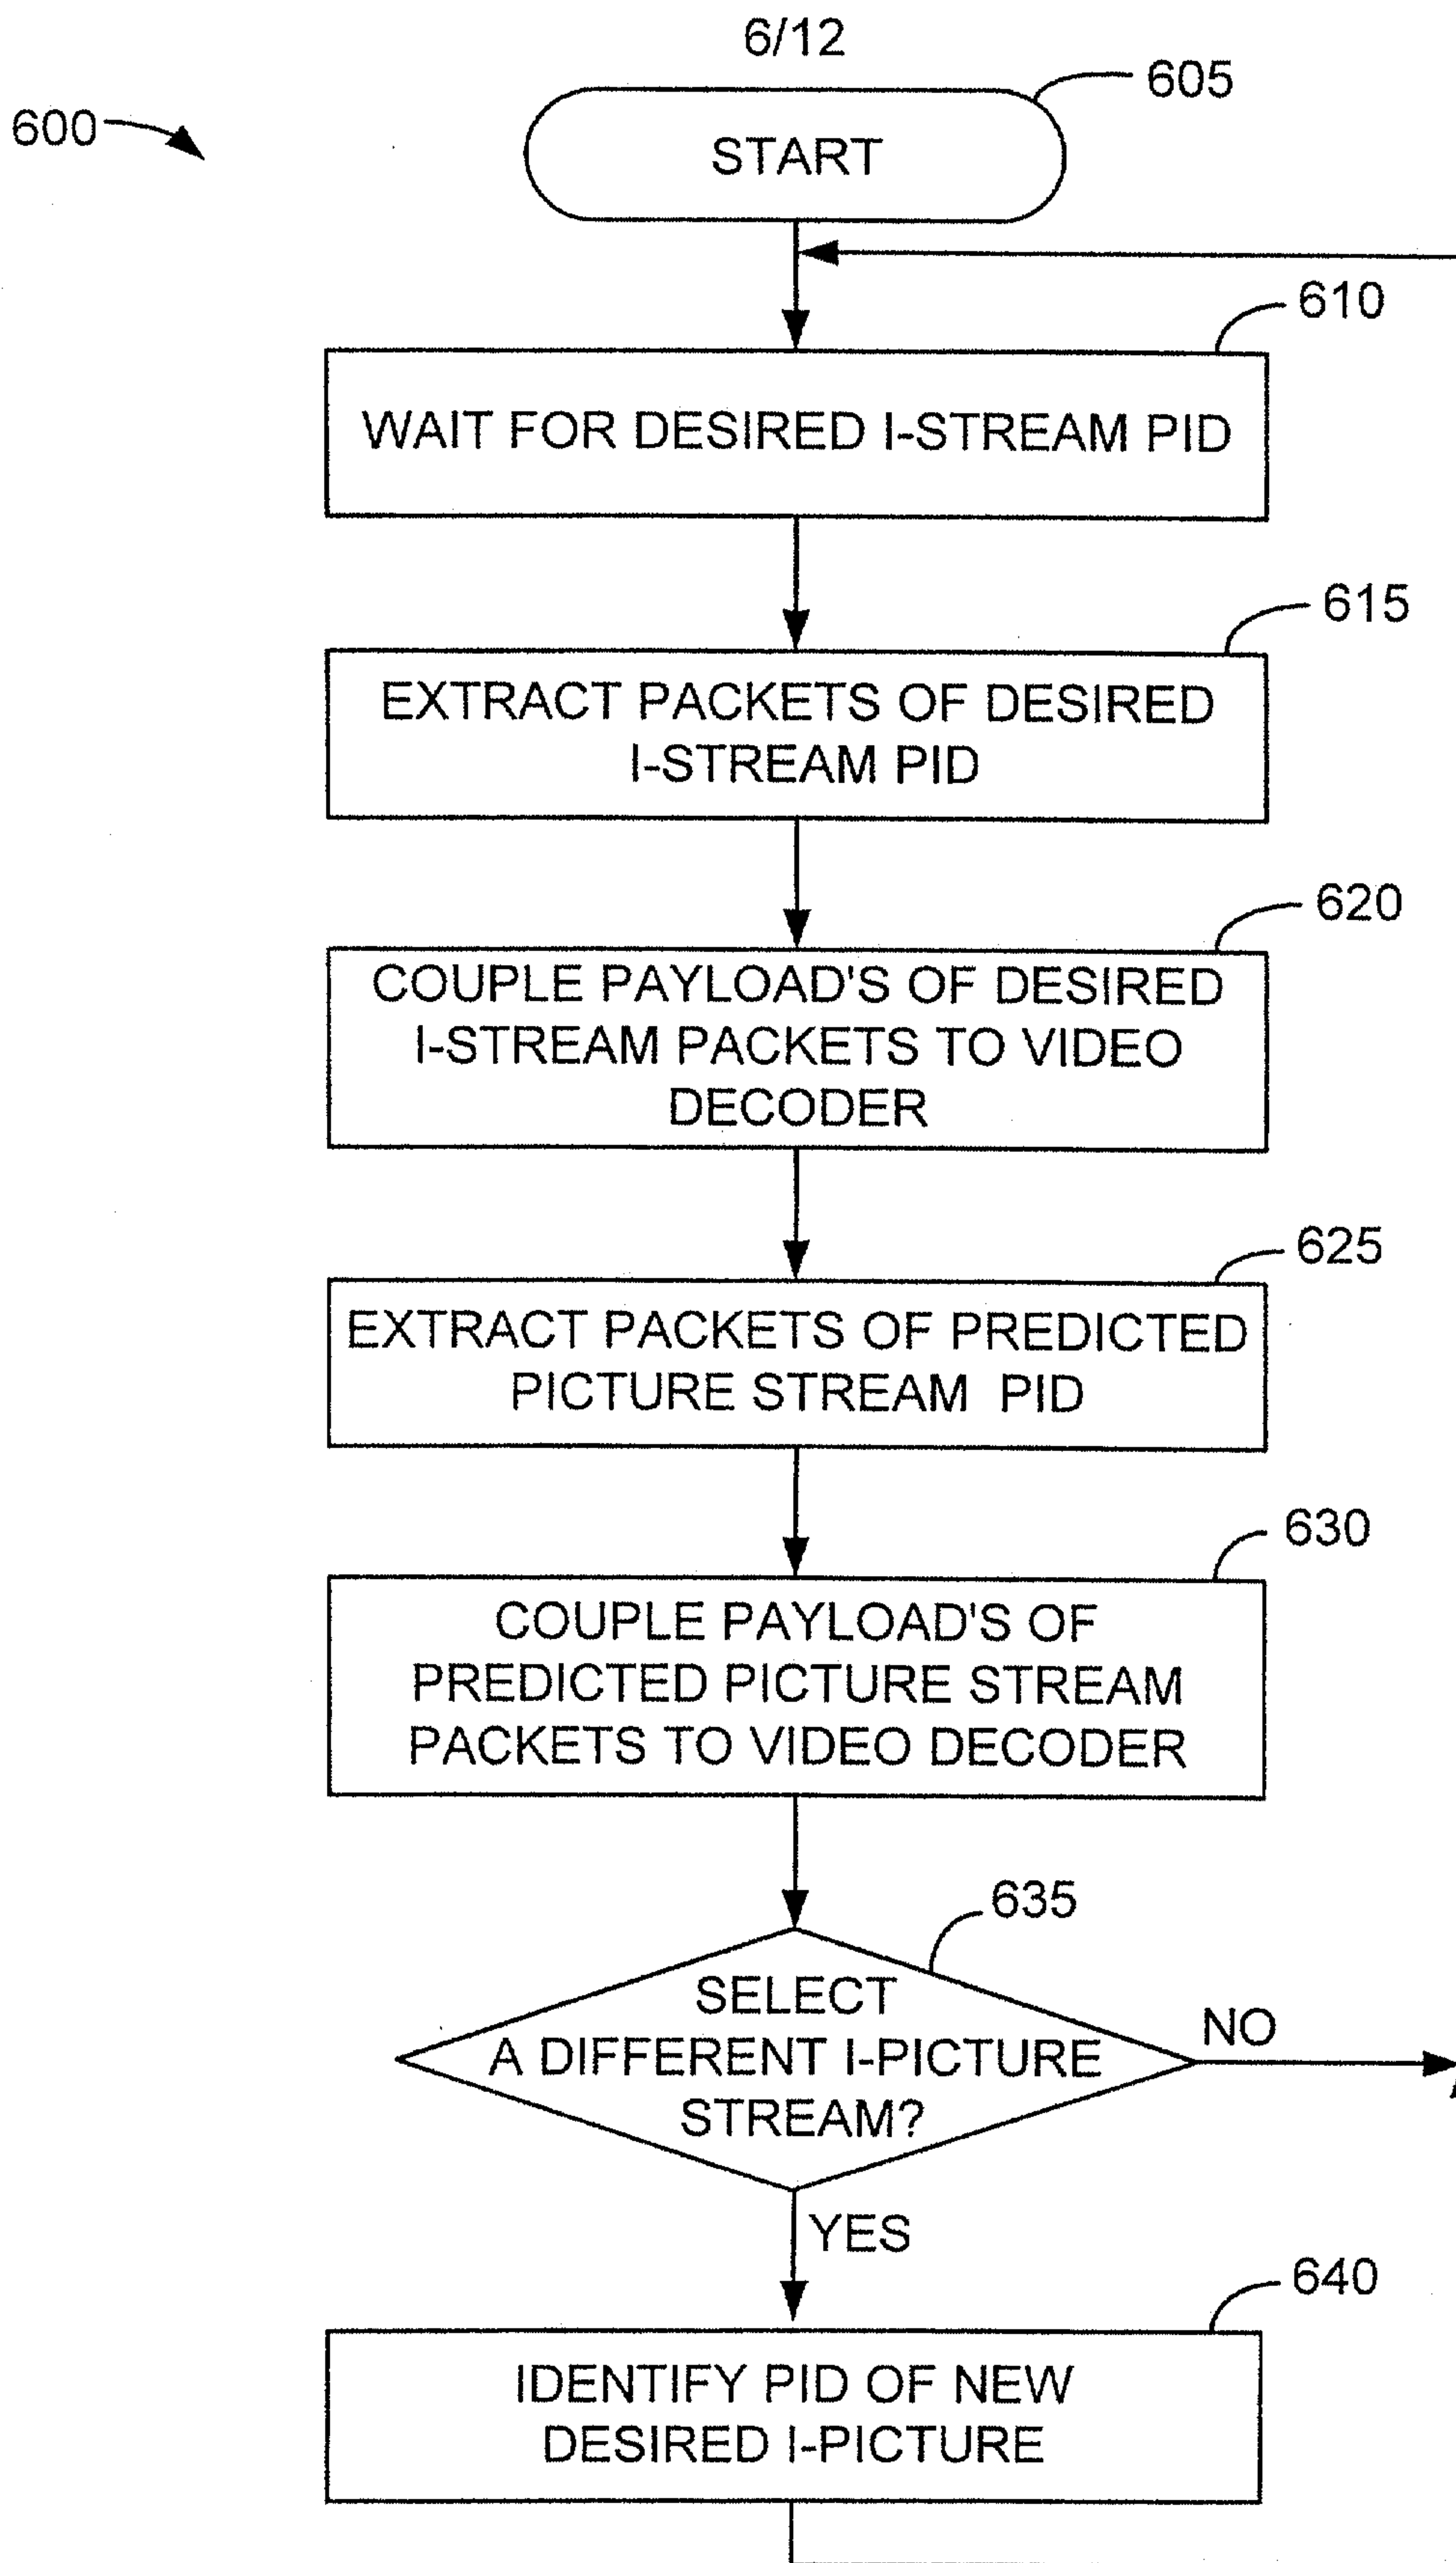 6/12
600
605
START
610
WAIT FOR DESIRED I-STREAM PID
615
EXTRACT PACKETS OF DESIRED
I-STREAM PID
620
COUPLE PAYLOAD'S OF DESIRED
I-STREAM PACKETS TO VIDEO
DECODER
625
EXTRACT PACKETS OF PREDICTED
PICTURE STREAM PID
630
COUPLE PAYLOAD'S OF
PREDICTED PICTURE STREAM
PACKETS TO VIDEO DECODER
635
SELECT
A DIFFERENT I-PICTURE
STREAM?
NO
YES
640
IDENTIFY PID OF NEW
DESIRED I-PICTURE